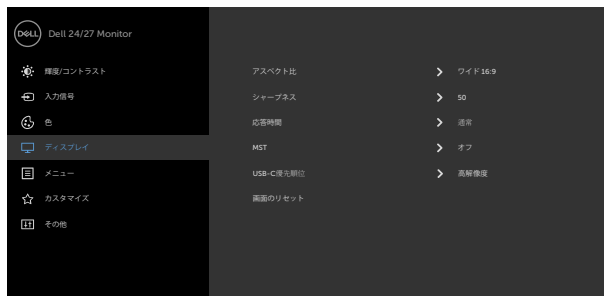 DELL Dell 24/27 Monitor
輝度/コントラスト
アスペクト比 ワイド16:9
入力信号
シャープネス 50
色
応答時間 通常
ディスプレイ
MST オフ
メニュー
USB-C優先順位 高解像度
カスタマイズ
画面のリセット
その他